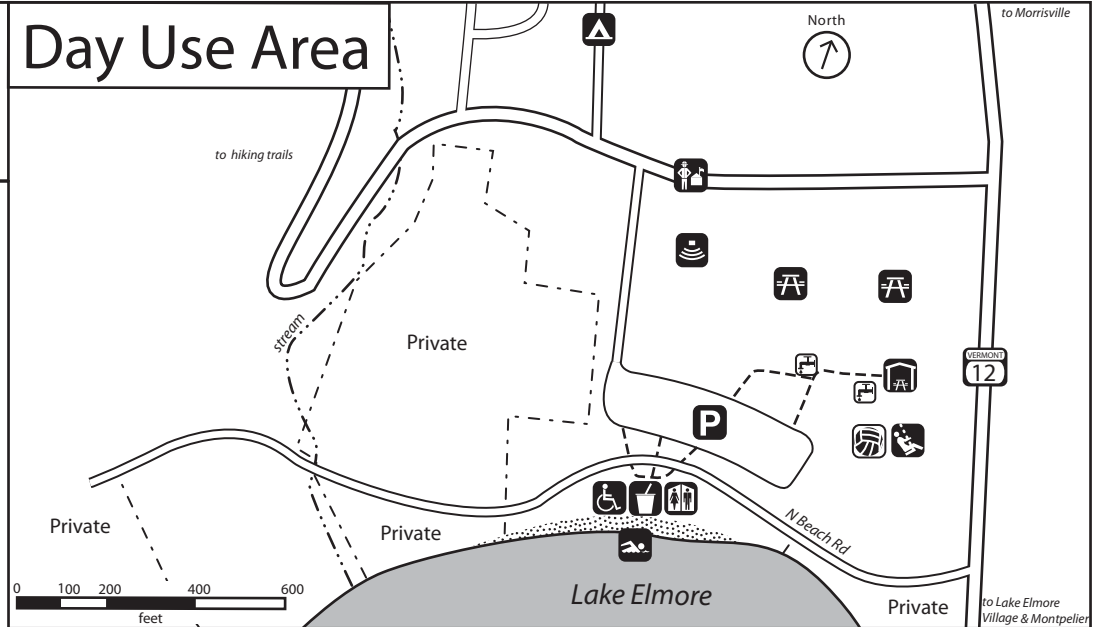 Day Use Area
North
to Morrisville
to hiking trails
stream
Private
VERMONT
12
P
N Beach Rd
Private
Private
Lake Elmore
Private
to Lake Elmore
Village & Montpelier
0 100 200 400 600
feet